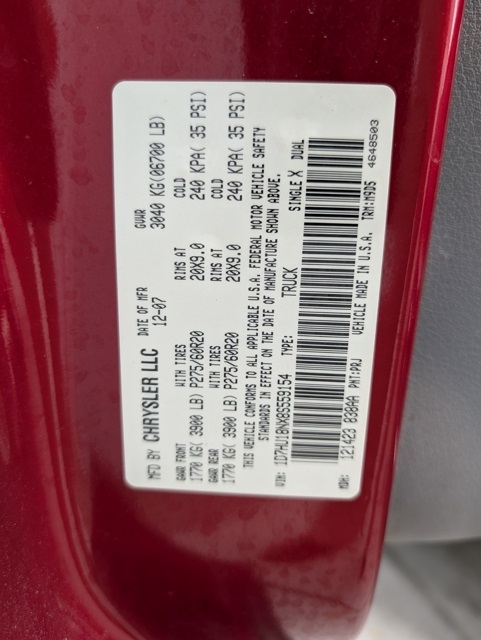 MFD BY CHRYSLER LLC DATE OF MFR 12-07 GVWR 3040 KG(06700 LB)
GAWR FRONT WITH TIRES RIMS AT COLD
1770 KG( 3900 LB) P275/60R20 20X9.0 240 KPA( 35 PSI)
GAWR REAR WITH TIRES RIMS AT COLD
1770 KG( 3900 LB) P275/60R20 20X9.0 240 KPA( 35 PSI)
THIS VEHICLE CONFORMS TO ALL APPLICABLE U.S.A. FEDERAL MOTOR VEHICLE SAFETY
STANDARDS IN EFFECT ON THE DATE OF MANUFACTURE SHOWN ABOVE.
VIN: 1D7HU18NX8S559154 TYPE: TRUCK SINGLE X DUAL
MDH: 121423 838AA PNT:PRJ VEHICLE MADE IN U.S.A. TRM:M9D5 4648503